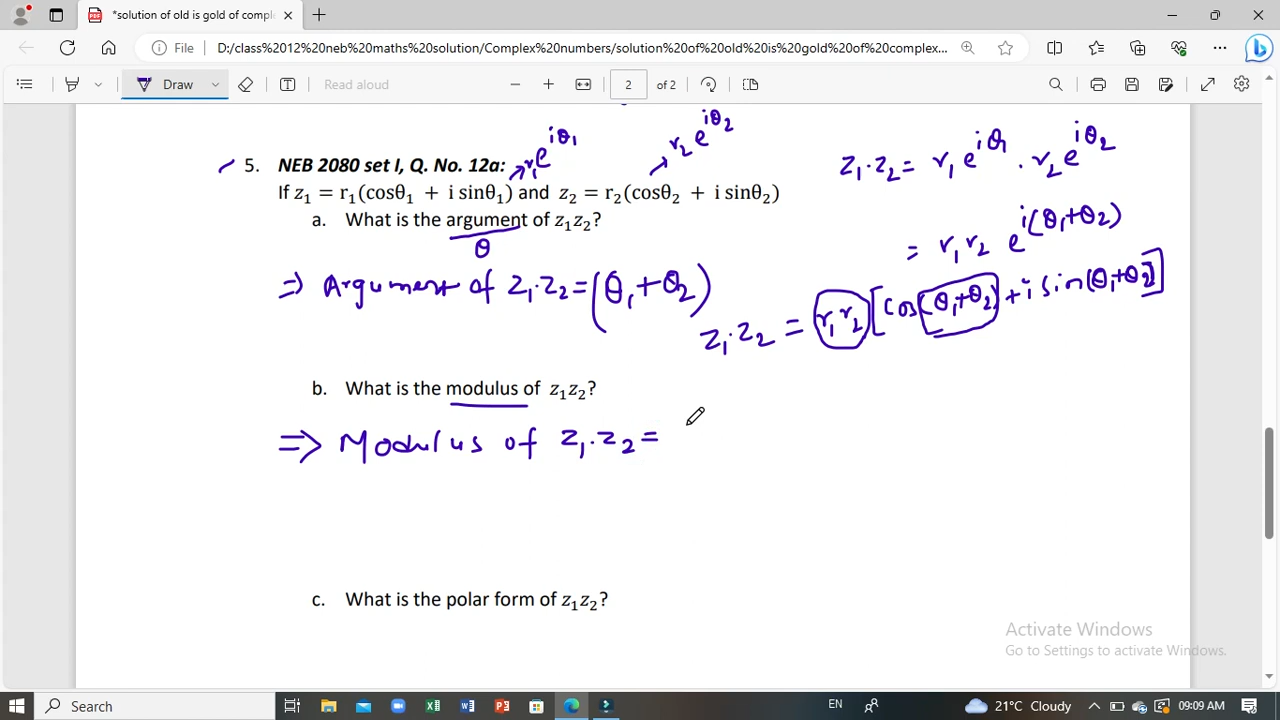 *solution of old is gold of compl
File D:/class%2012%20neb%20maths%20solution/Complex%20numbers/solution%20of%20old%20is%20gold%20of%20complex...
Draw Read aloud 2 of 2
5. NEB 2080 set I, Q. No. 12a: r₁e^{iθ₁} r₂e^{iθ₂}
z₁·z₂ = r₁e^{iθ₁} · r₂e^{iθ₂}
If z₁ = r₁(cosθ₁ + i sinθ₁) and z₂ = r₂(cosθ₂ + i sinθ₂)
a. What is the argument of z₁z₂?
θ
= r₁r₂ e^{i(θ₁+θ₂)}
⇒ Argument of z₁·z₂ = (θ₁+θ₂)
z₁·z₂ = r₁r₂ [cos(θ₁+θ₂) + i sin(θ₁+θ₂)]
b. What is the modulus of z₁z₂?
⇒ Modulus of z₁·z₂ =
c. What is the polar form of z₁z₂?
Activate Windows
Go to Settings to activate Windows.
Search EN 21°C Cloudy 09:09 AM